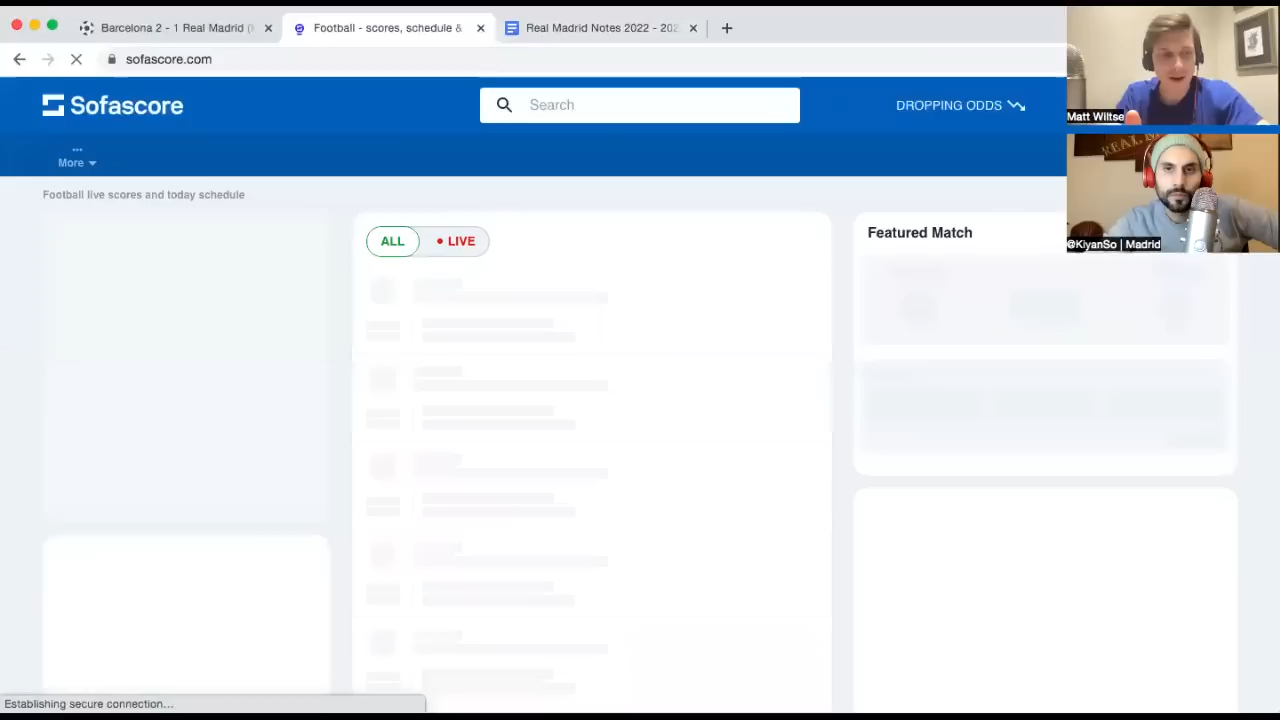 Barcelona 2 - 1 Real Madrid (
Football - scores, schedule &
Real Madrid Notes 2022 - 202
sofascore.com
Sofascore
Search
DROPPING ODDS
More
Football live scores and today schedule
ALL
LIVE
Featured Match
Matt Wiltse
REAL M
@KiyanSo | Madrid
Establishing secure connection...